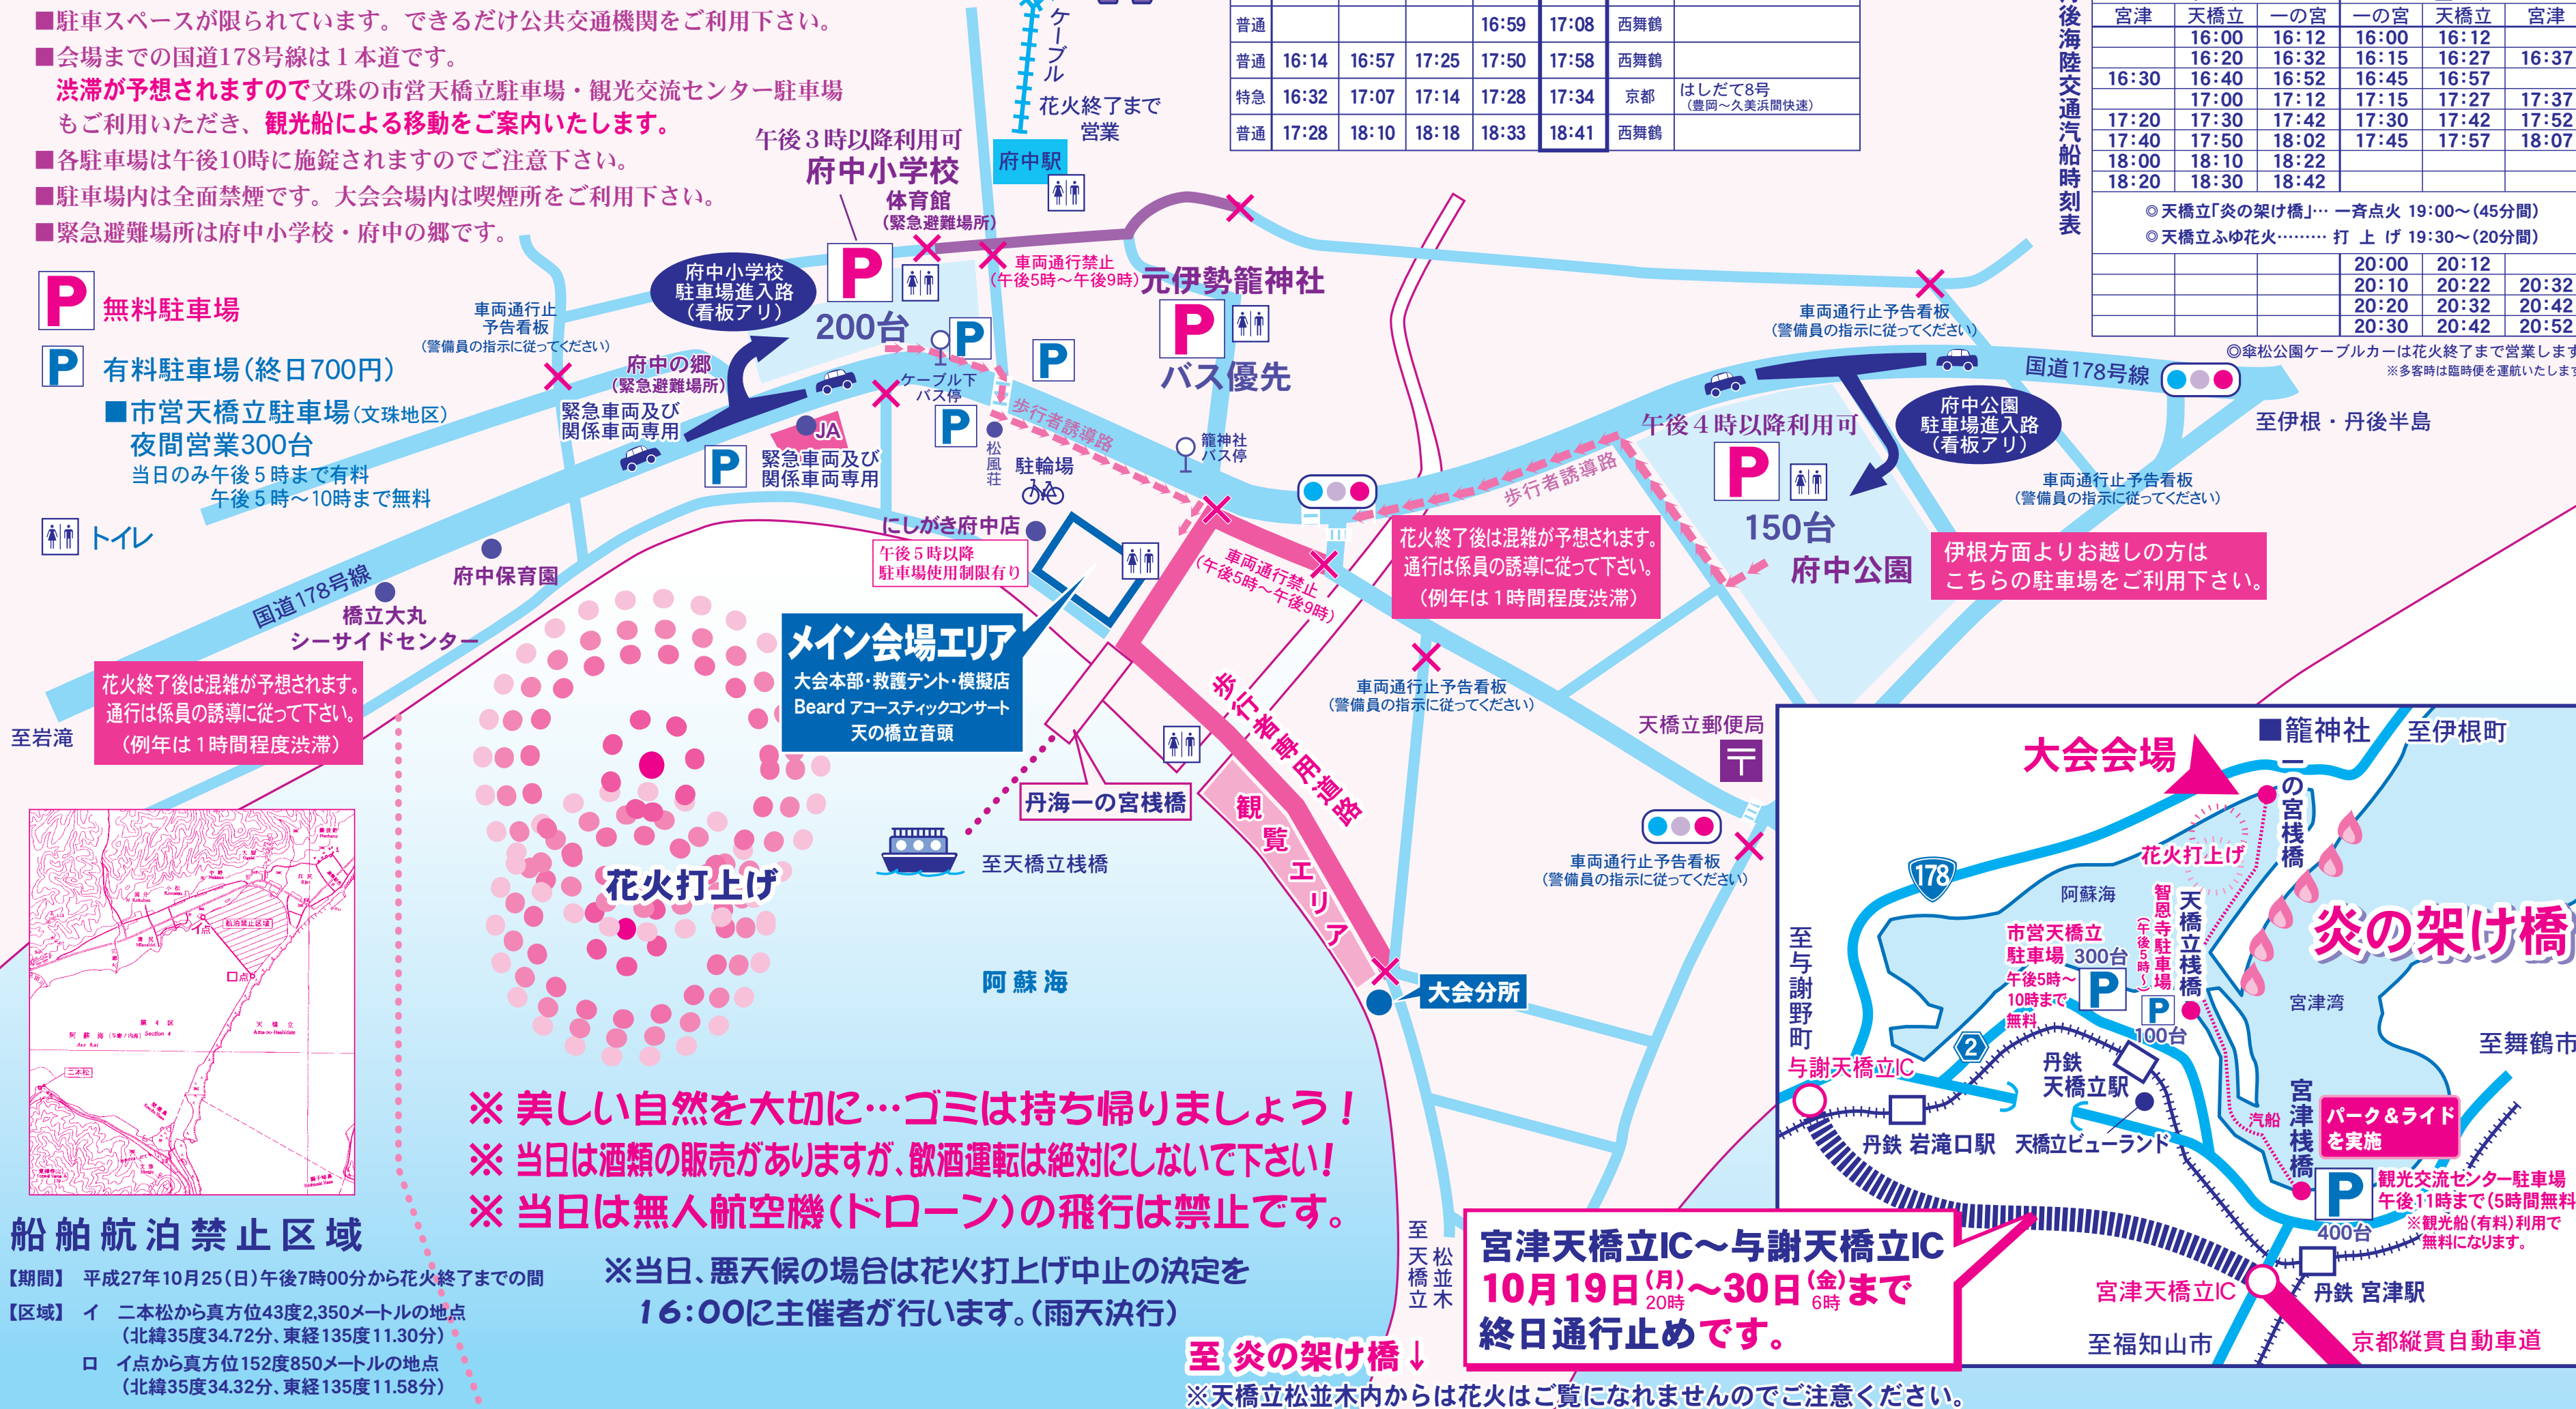 ■駐車スペースが限られています。できるだけ公共交通機関をご利用下さい。
■会場までの国道178号線は１本道です。
渋滞が予想されますので文珠の市営天橋立駐車場・観光交流センター駐車場
もご利用いただき、観光船による移動をご案内いたします。
■各駐車場は午後10時に施錠されますのでご注意下さい。
■駐車場内は全面禁煙です。大会会場内は喫煙所をご利用下さい。
■緊急避難場所は府中小学校・府中の郷です。
P 無料駐車場
P 有料駐車場（終日700円）
■市営天橋立駐車場（文珠地区）
夜間営業300台
当日のみ午後５時まで有料
午後５時～10時まで無料
トイレ
ケーブル
花火終了まで
営業
府中駅
午後３時以降利用可
府中小学校
体育館
（緊急避難場所）
P
200台
府中小学校
駐車場進入路
（看板アリ）
車両通行止
予告看板
（警備員の指示に従ってください）
府中の郷
（緊急避難場所）
緊急車両及び
関係車両専用
車両通行禁止
（午後5時～午後9時）
元伊勢籠神社
P
バス優先
P
P
P
P
ケーブル下
バス停
JA
緊急車両及び
関係車両専用
松風荘
歩行者誘導路
籠神社
バス停
駐輪場
にしがき府中店
午後５時以降
駐車場使用制限有り
府中保育園
国道178号線
橋立大丸
シーサイドセンター
花火終了後は混雑が予想されます。
通行は係員の誘導に従って下さい。
（例年は１時間程度渋滞）
至岩滝
普通 16:59 17:08 西舞鶴
普通 16:14 16:57 17:25 17:50 17:58 西舞鶴
特急 16:32 17:07 17:14 17:28 17:34 京都 はしだて8号
（豊岡～久美浜間快速）
普通 17:28 18:10 18:18 18:33 18:41 西舞鶴
後海陸交通汽船時刻表
宮津 天橋立 一の宮 一の宮 天橋立 宮津
16:00 16:12 16:00 16:12
16:20 16:32 16:15 16:27 16:37
16:30 16:40 16:52 16:45 16:57
17:00 17:12 17:15 17:27 17:37
17:20 17:30 17:42 17:30 17:42 17:52
17:40 17:50 18:02 17:45 17:57 18:07
18:00 18:10 18:22
18:20 18:30 18:42
◎天橋立「炎の架け橋」… 一斉点火 19:00～（45分間）
◎天橋立ふゆ花火……… 打 上 げ 19:30～（20分間）
20:00 20:12
20:10 20:22 20:32
20:20 20:32 20:42
20:30 20:42 20:52
◎傘松公園ケーブルカーは花火終了まで営業します
※多客時は臨時便を運航いたします
車両通行止予告看板
（警備員の指示に従ってください）
国道178号線
至伊根・丹後半島
午後４時以降利用可
P
150台
府中公園
府中公園
駐車場進入路
（看板アリ）
車両通行止予告看板
（警備員の指示に従ってください）
歩行者誘導路
伊根方面よりお越しの方は
こちらの駐車場をご利用下さい。
花火終了後は混雑が予想されます。
通行は係員の誘導に従って下さい。
（例年は１時間程度渋滞）
車両通行禁止
（午後5時～午後9時）
車両通行止予告看板
（警備員の指示に従ってください）
天橋立郵便局
〒
車両通行止予告看板
（警備員の指示に従ってください）
メイン会場エリア
大会本部・救護テント・模擬店
Beard アコースティックコンサート
天の橋立音頭
丹海一の宮桟橋
至天橋立桟橋
歩行者専用道路
観覧エリア
大会分所
花火打上げ
阿蘇海
航泊禁止区域
イ点
ロ点
二本松
船舶航泊禁止区域
【期間】 平成27年10月25（日）午後7時00分から花火終了までの間
【区域】 イ 二本松から真方位43度2,350メートルの地点
（北緯35度34.72分、東経135度11.30分）
ロ イ点から真方位152度850メートルの地点
（北緯35度34.32分、東経135度11.58分）
※ 美しい自然を大切に…ゴミは持ち帰りましょう！
※ 当日は酒類の販売がありますが、飲酒運転は絶対にしないで下さい！
※ 当日は無人航空機（ドローン）の飛行は禁止です。
※当日、悪天候の場合は花火打上げ中止の決定を
16:00に主催者が行います。（雨天決行）
至 天橋立
松並木
至 炎の架け橋↓
※天橋立松並木内からは花火はご覧になれませんのでご注意ください。
宮津天橋立IC～与謝天橋立IC
10月19日（月）20時～30日（金）6時まで
終日通行止めです。
大会会場
■籠神社
至伊根町
一の宮桟橋
花火打上げ
178
阿蘇海
智恩寺駐車場
（午後5時～）
天橋立桟橋
炎の架け橋
市営天橋立
駐車場 300台
午後5時～
10時まで
無料
P
P
100台
宮津湾
至与謝野町
至舞鶴市
与謝天橋立IC
2
丹鉄
天橋立駅
丹鉄 岩滝口駅
天橋立ビューランド
汽船
宮津桟橋
パーク＆ライド
を実施
P
400台
観光交流センター駐車場
午後11時まで（5時間無料
※観光船（有料）利用で
無料になります。
宮津天橋立IC
丹鉄 宮津駅
至福知山市
京都縦貫自動車道